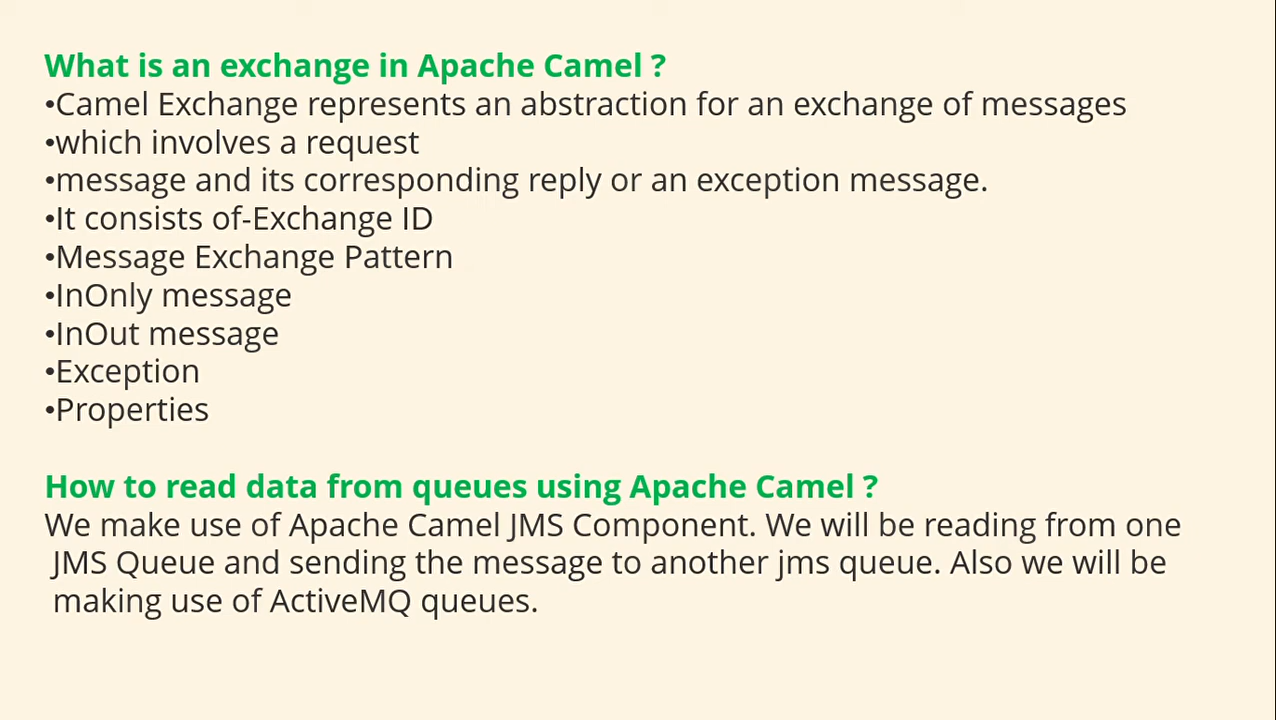 What is an exchange in Apache Camel ?
•Camel Exchange represents an abstraction for an exchange of messages
•which involves a request
•message and its corresponding reply or an exception message.
•It consists of-Exchange ID
•Message Exchange Pattern
•InOnly message
•InOut message
•Exception
•Properties
How to read data from queues using Apache Camel ?
We make use of Apache Camel JMS Component. We will be reading from one
JMS Queue and sending the message to another jms queue. Also we will be
making use of ActiveMQ queues.